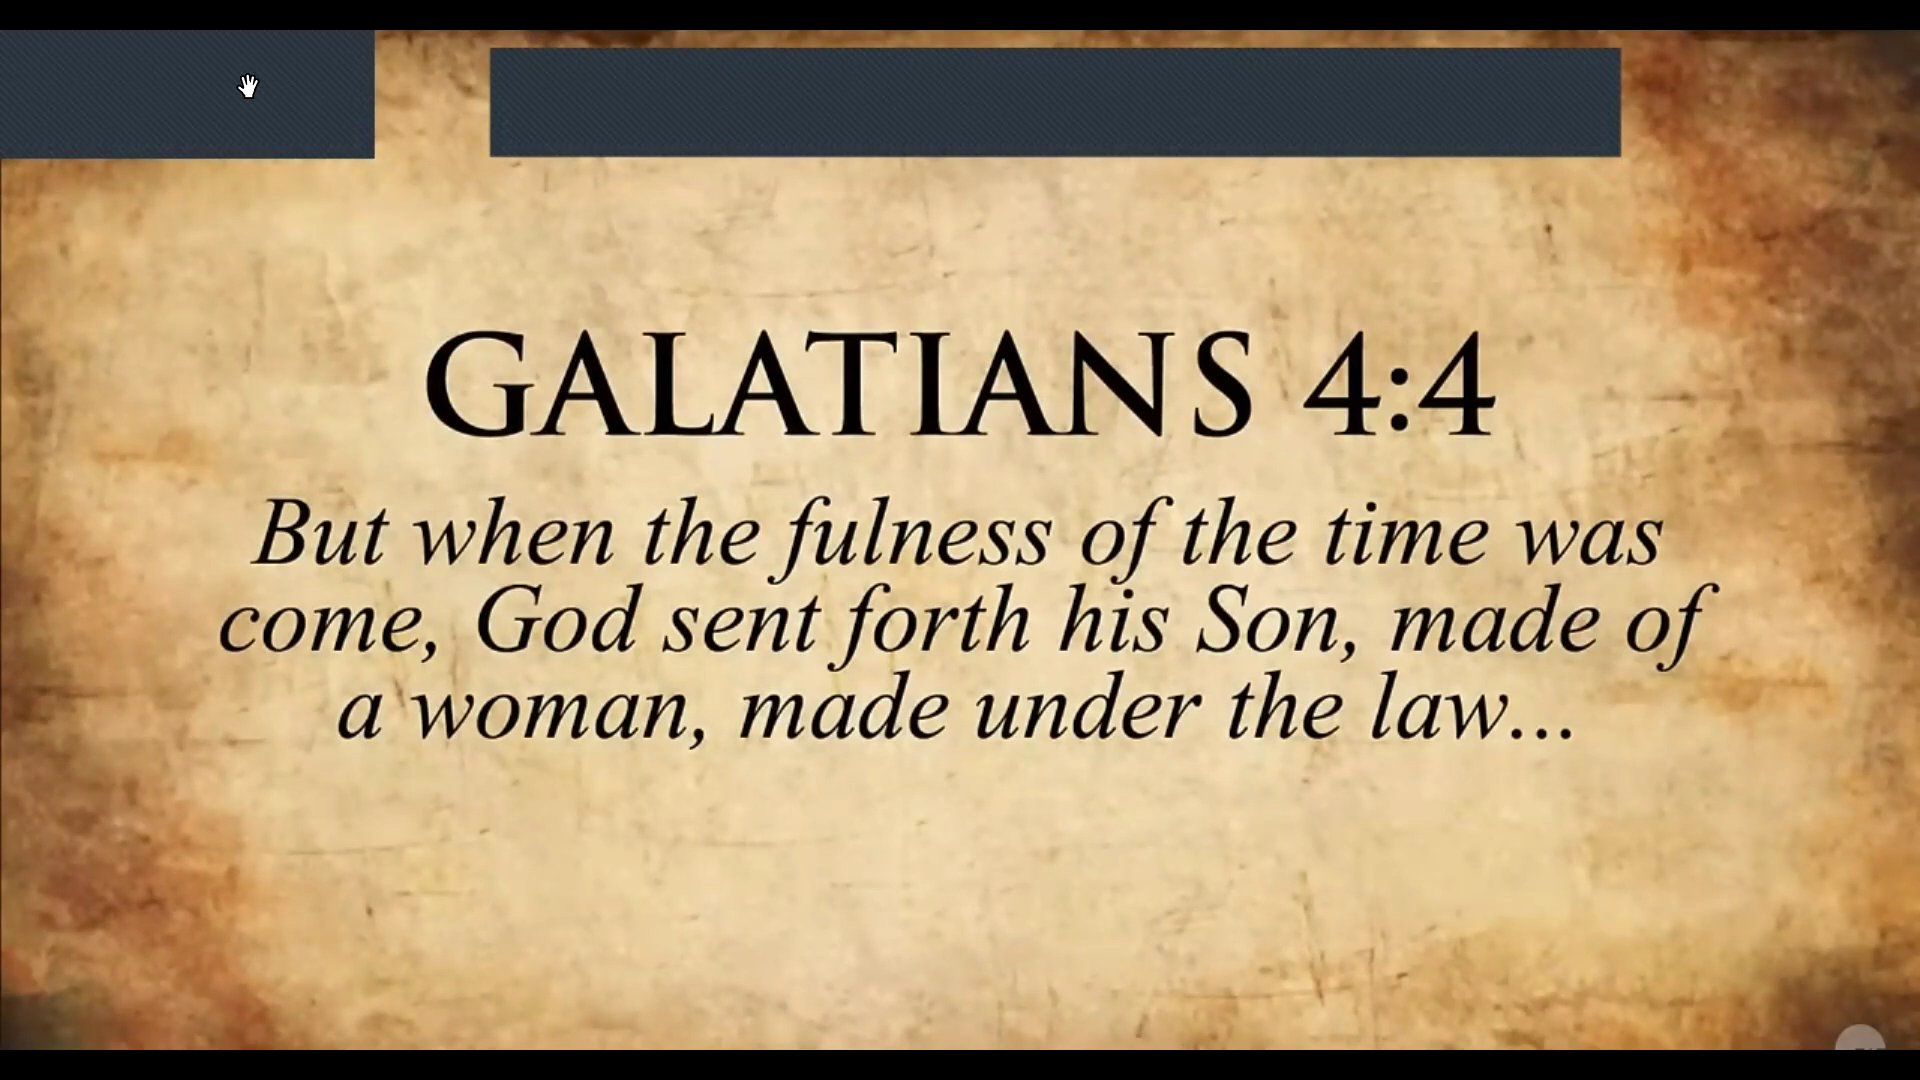 GALATIANS 4:4
But when the fulness of the time was
come, God sent forth his Son, made of
a woman, made under the law...